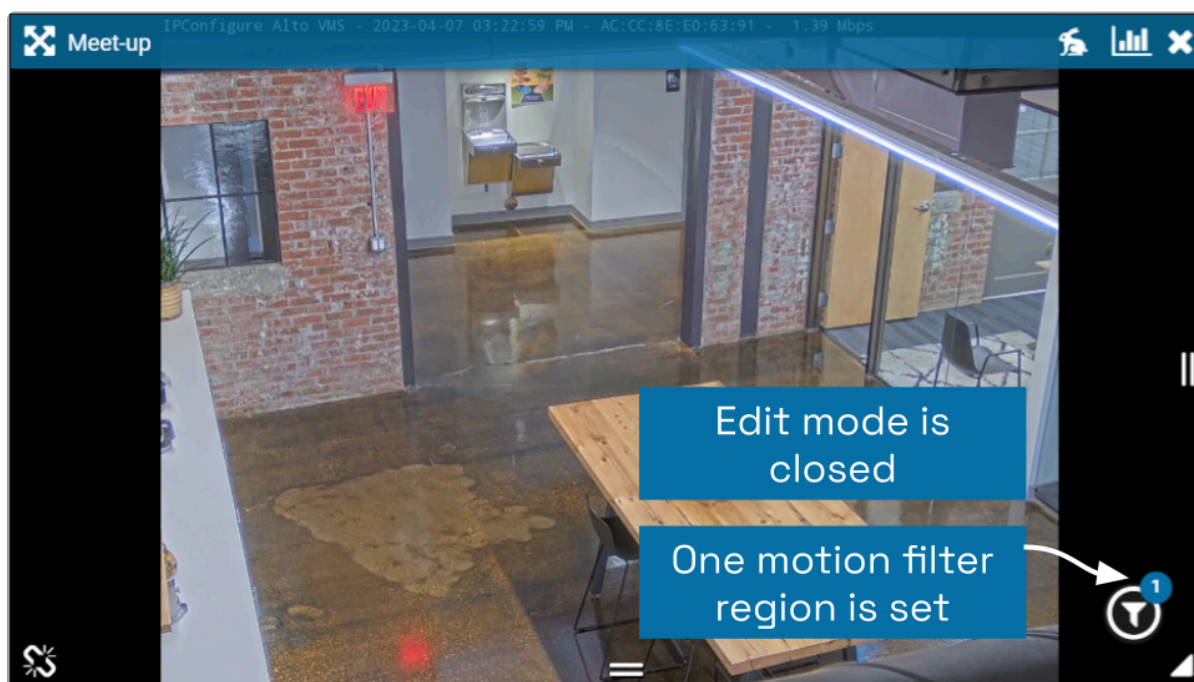 IPConfigure Alto VMS - 2023-04-07 03:22:59 PM - AC:CC:8E:E0:63:91 - 1.39 Mbps
Meet-up
EXIT
Edit mode is
closed
One motion filter
region is set
1